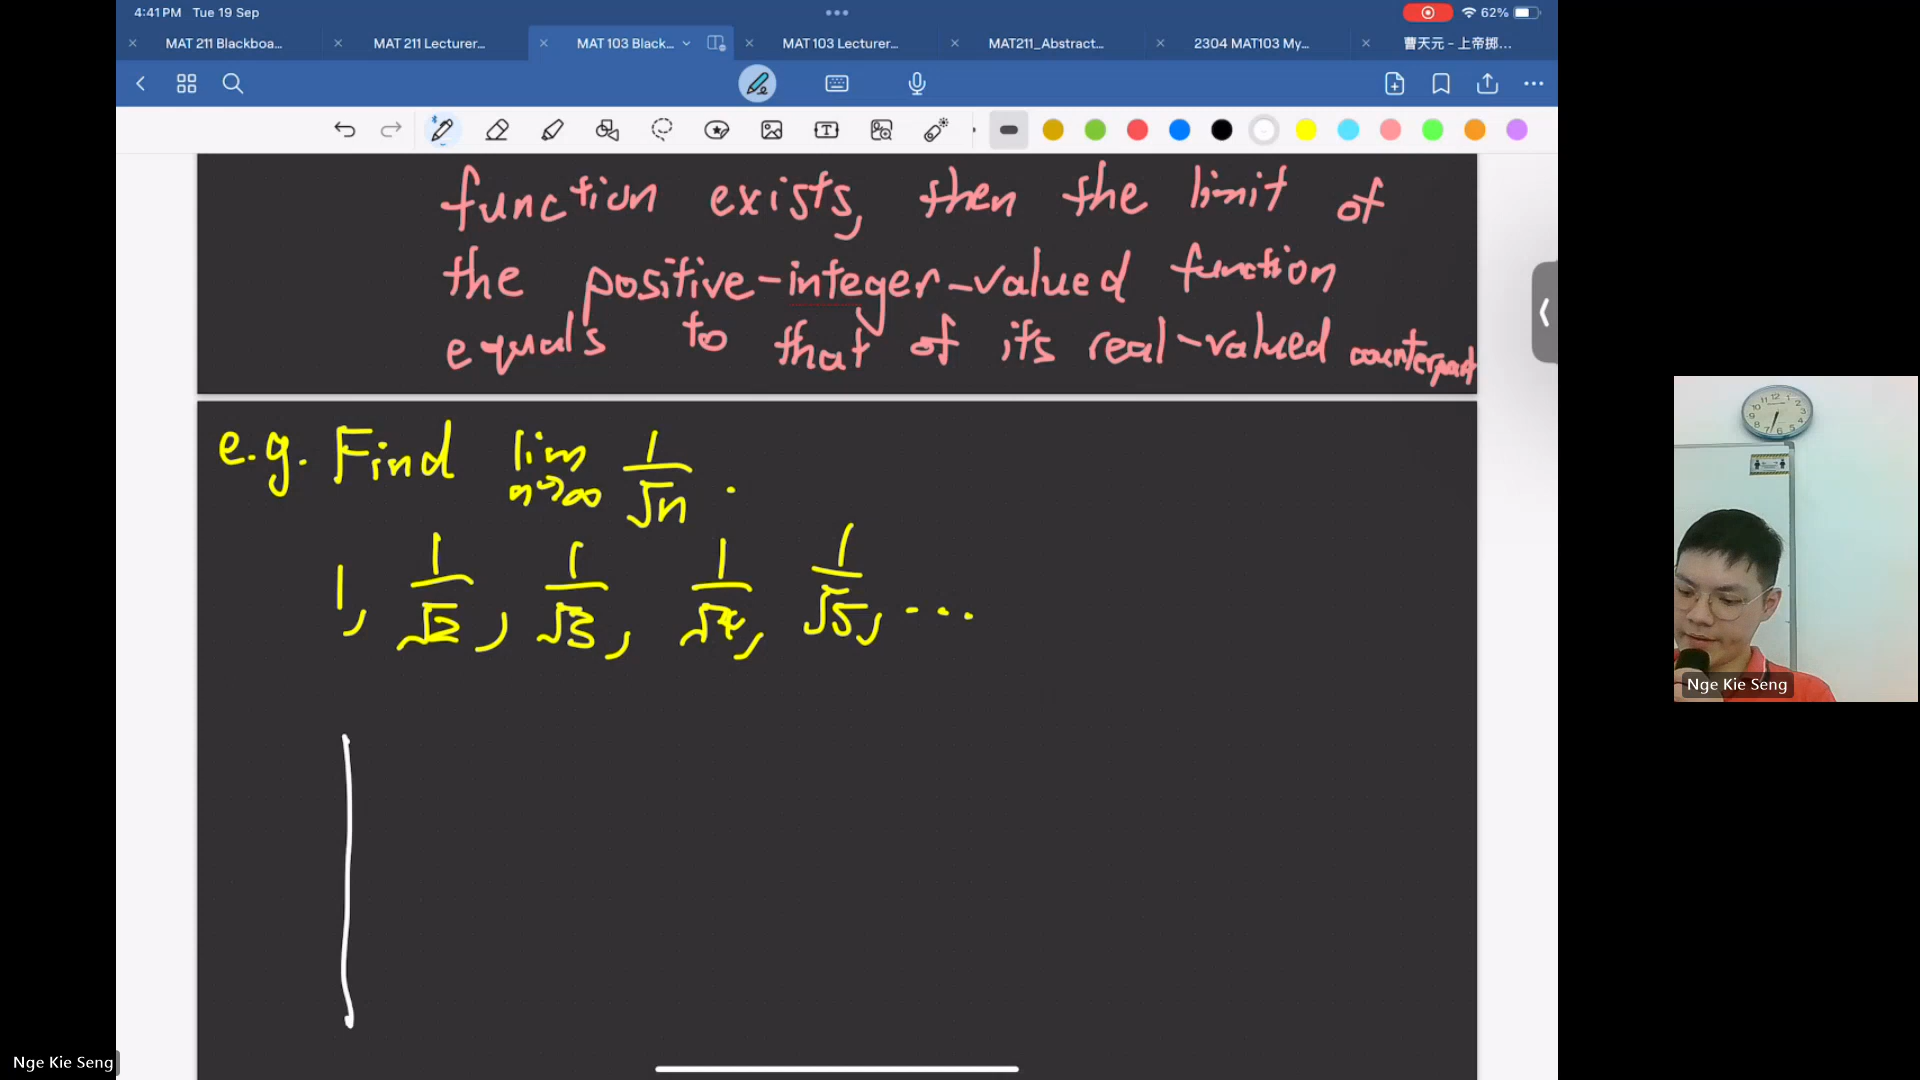 4:41 PM Tue 19 Sep
62%
MAT 211 Blackboa...
MAT 211 Lecturer...
MAT 103 Black...
MAT 103 Lecturer...
MAT211_Abstract...
2304 MAT103 My...
曹天元 - 上帝掷...
function exists, then the limit of
the positive-integer-valued function
equals to that of its real-valued counterpart
e.g. Find lim n→∞ 1/√n .
1, 1/√2, 1/√3, 1/√4, 1/√5, ...
Nge Kie Seng
Nge Kie Seng